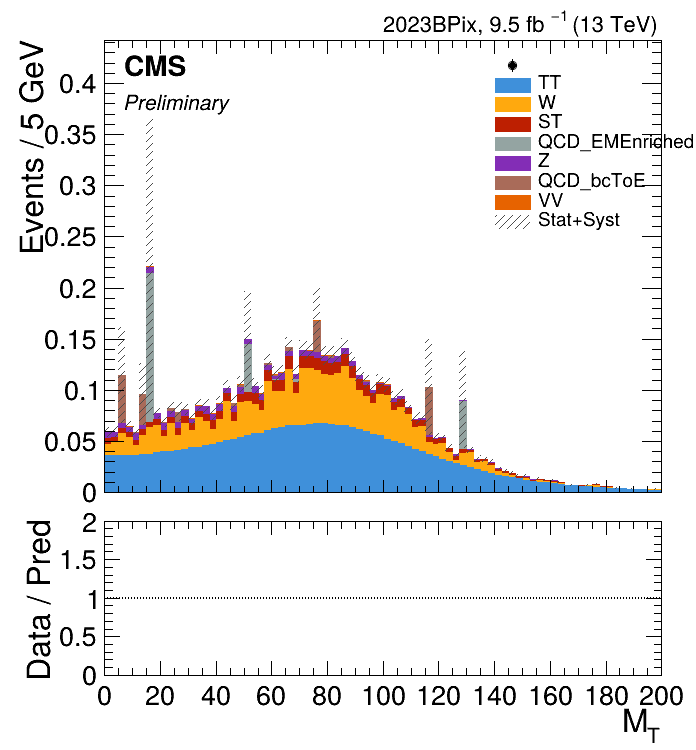 2023BPix, 9.5 fb⁻¹ (13 TeV)
CMS
Preliminary
Events / 5 GeV
0.4
0.35
0.3
0.25
0.2
0.15
0.1
0.05
0
TT
W
ST
QCD_EMEnriched
Z
QCD_bcToE
VV
Stat+Syst
Data / Pred
2
1.5
1
0.5
0
0 20 40 60 80 100 120 140 160 180 200
M_T